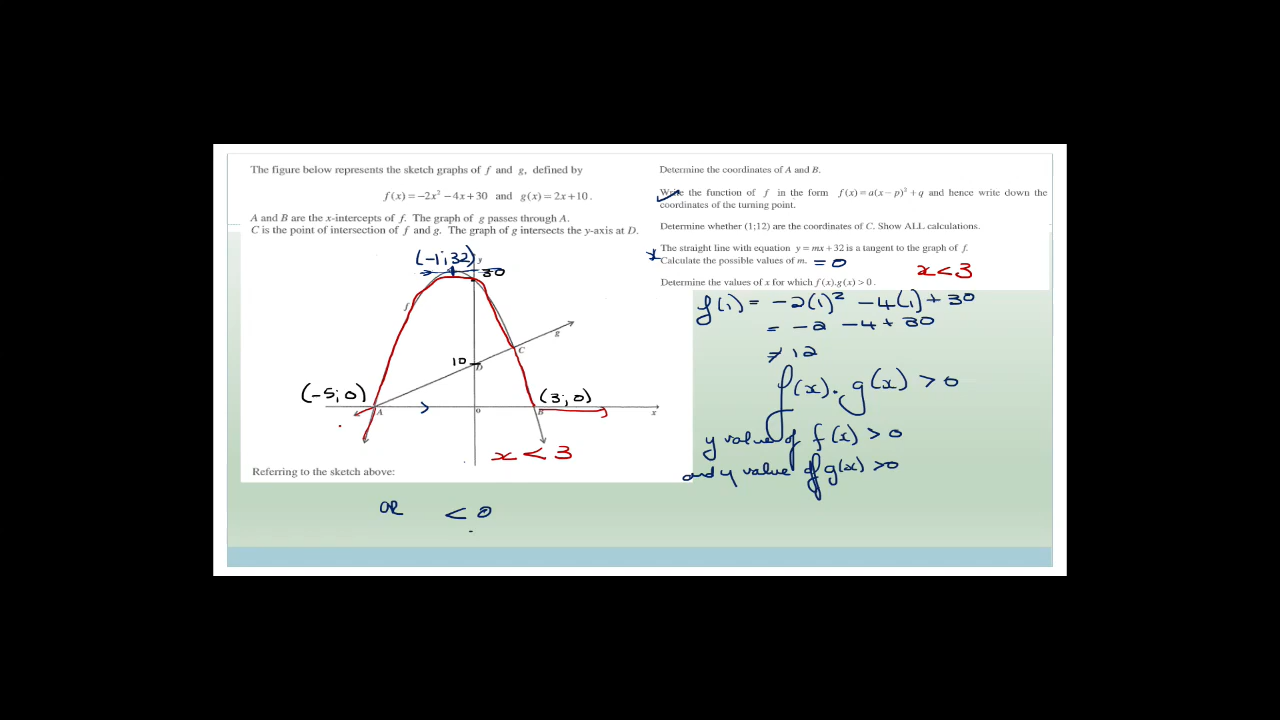 The figure below represents the sketch graphs of f and g, defined by
f(x) = −2x² − 4x + 30 and g(x) = 2x + 10.
A and B are the x-intercepts of f. The graph of g passes through A.
C is the point of intersection of f and g. The graph of g intersects the y-axis at D.
(-1;32)
y
30
f
g
C
10
D
(-5;0)
(3;0)
A
0
B
x
x < 3
Referring to the sketch above:
OR < 0
Determine the coordinates of A and B.
Write the function of f in the form f(x) = a(x − p)² + q and hence write down the
coordinates of the turning point.
Determine whether (1;12) are the coordinates of C. Show ALL calculations.
The straight line with equation y = mx + 32 is a tangent to the graph of f.
Calculate the possible values of m. = 0
x < 3
Determine the values of x for which f(x).g(x) > 0.
f(1) = -2(1)² -4(1) + 30
= -2 -4 + 30
≠ 12
f(x). g(x) > 0
y value of f(x) > 0
and y value of g(x) > 0